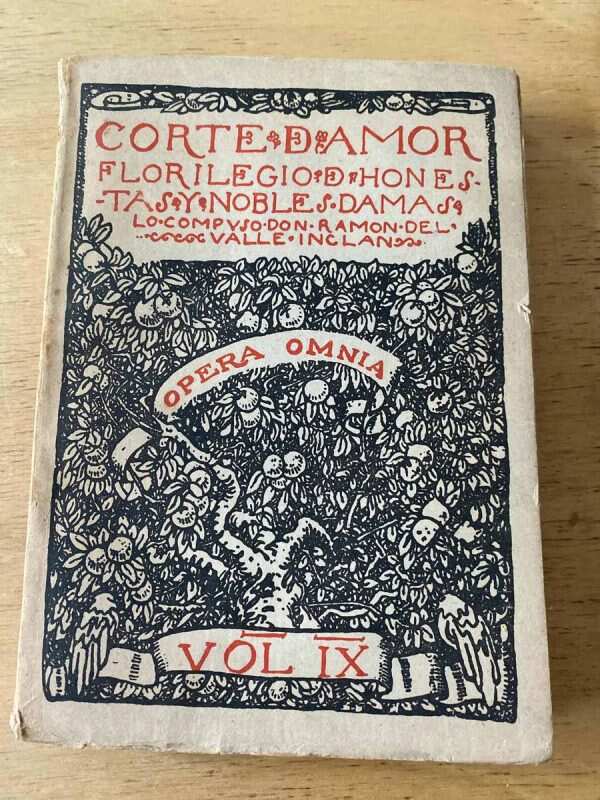 CORTE D AMOR
FLORILEGIO·D·HONES-
-TAS·Y·NOBLES·DAMAS
LO·COMPVSO·DON·RAMON·DEL·
VALLE·INCLAN
OPERA OMNIA
VOL IX